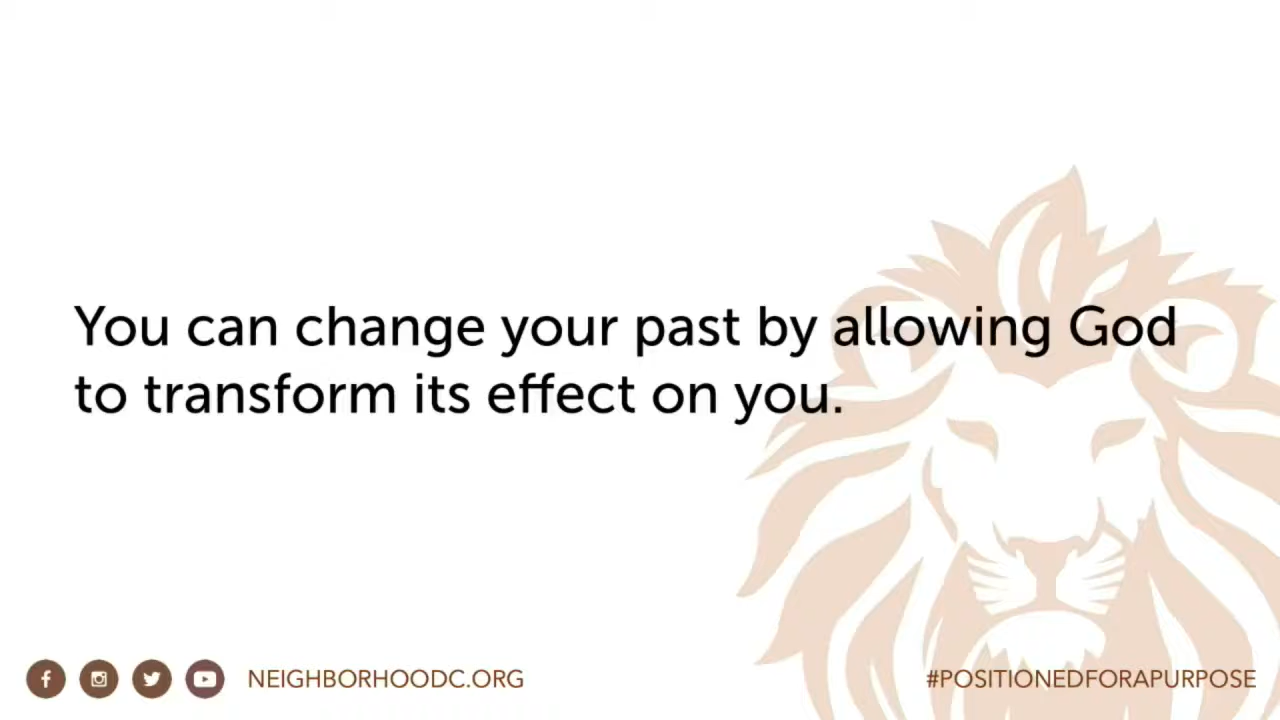 You can change your past by allowing God
to transform its effect on you.
NEIGHBORHOODC.ORG
#POSITIONEDFORAPURPOSE